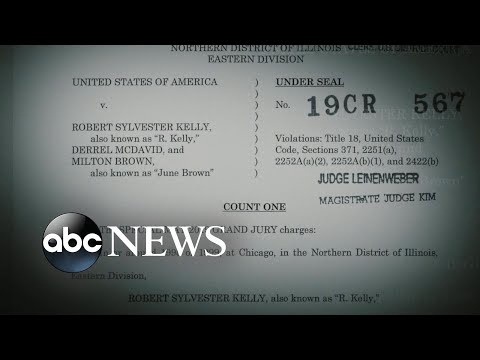 NORTHERN DISTRICT OF ILLINOIS
EASTERN DIVISION
UNITED STATES OF AMERICA ) UNDER SEAL
v. ) No. 19CR 567
ROBERT SYLVESTER KELLY, ) Violations: Title 18, United States
also known as “R. Kelly,” ) Code, Sections 371, 2251(a),
DERREL MCDAVID, and ) 2252A(a)(2), 2252A(b)(1), and 2422(b)
MILTON BROWN, )
also known as “June Brown” ) JUDGE LEINENWEBER
MAGISTRATE JUDGE KIM
COUNT ONE
GRAND JURY charges:
at Chicago, in the Northern District of Illinois,
Eastern Division,
ROBERT SYLVESTER KELLY, also known as “R. Kelly,”
abc NEWS